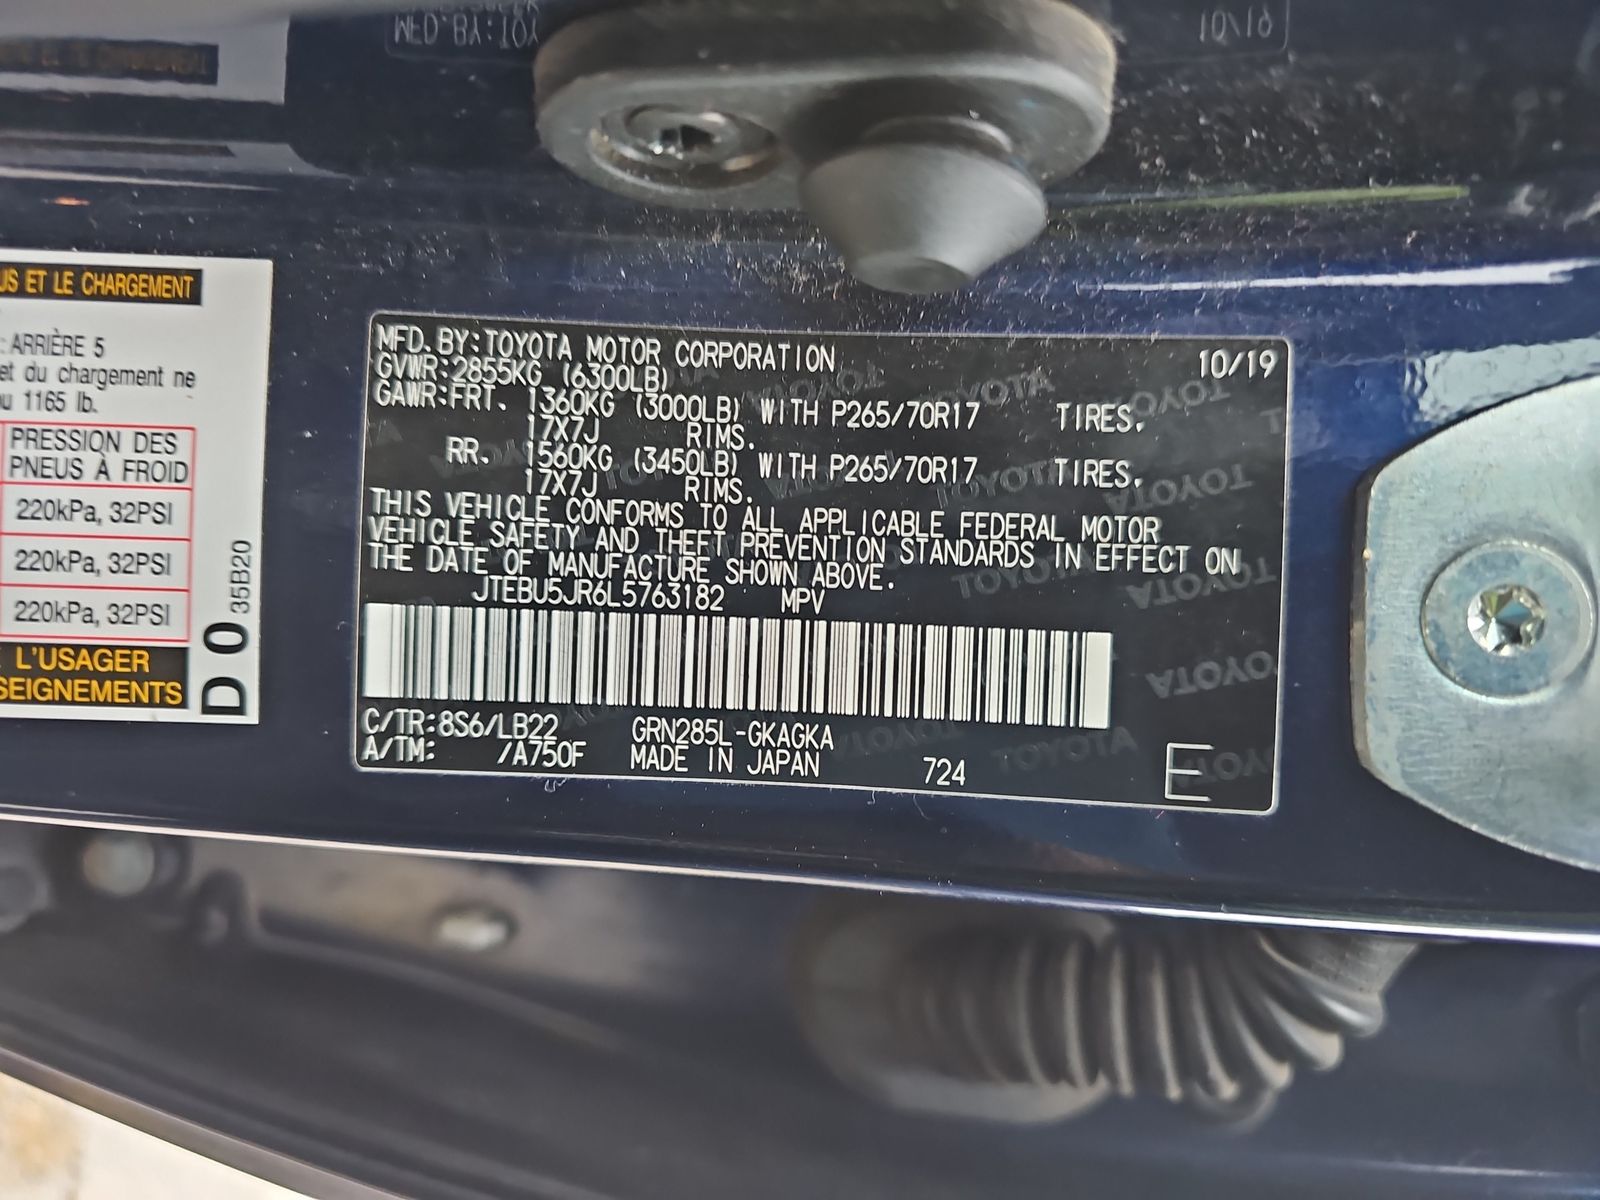 US ET LE CHARGEMENT
: ARRIÈRE 5
et du chargement ne
u 1165 lb.
PRESSION DES
PNEUS À FROID
220kPa, 32PSI
220kPa, 32PSI
220kPa, 32PSI
L'USAGER
SEIGNEMENTS
D 0 35B20
MFD. BY: TOYOTA MOTOR CORPORATION 10/19
GVWR: 2855KG (6300LB)
GAWR: FRT. 1360KG (3000LB) WITH P265/70R17 TIRES.
17X7J RIMS.
RR. 1560KG (3450LB) WITH P265/70R17 TIRES.
17X7J RIMS.
THIS VEHICLE CONFORMS TO ALL APPLICABLE FEDERAL MOTOR
VEHICLE SAFETY AND THEFT PREVENTION STANDARDS IN EFFECT ON
THE DATE OF MANUFACTURE SHOWN ABOVE.
JTEBU5JR6L5763182 MPV
C/TR: 8S6/LB22 GRN285L-GKAGKA
A/TM: /A750F MADE IN JAPAN 724 E